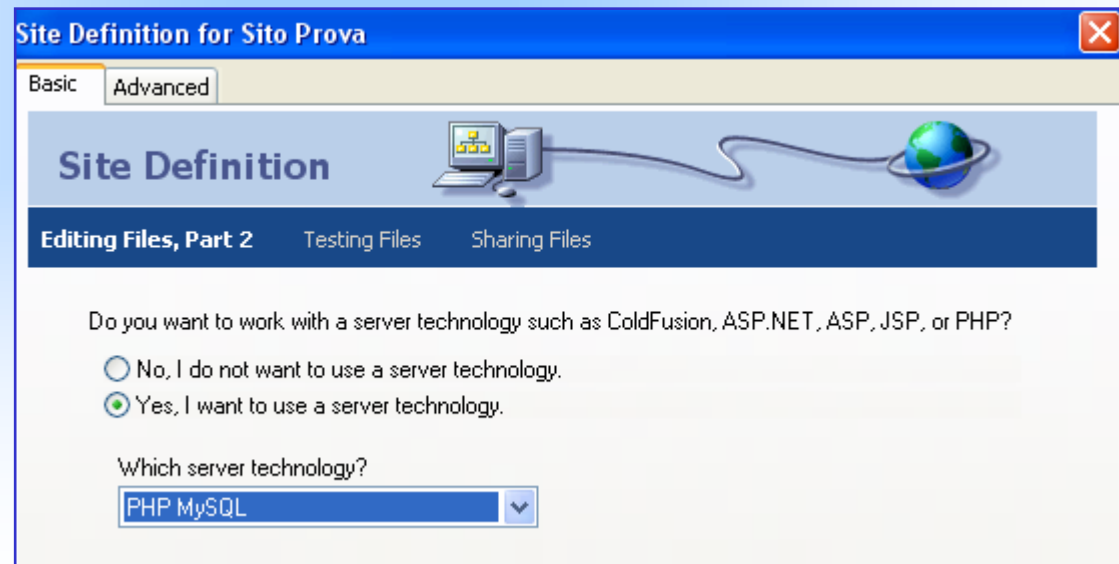 Site Definition for Sito Prova
Basic Advanced
Site Definition
Editing Files, Part 2 Testing Files Sharing Files
Do you want to work with a server technology such as ColdFusion, ASP.NET, ASP, JSP, or PHP?
No, I do not want to use a server technology.
Yes, I want to use a server technology.
Which server technology?
PHP MySQL